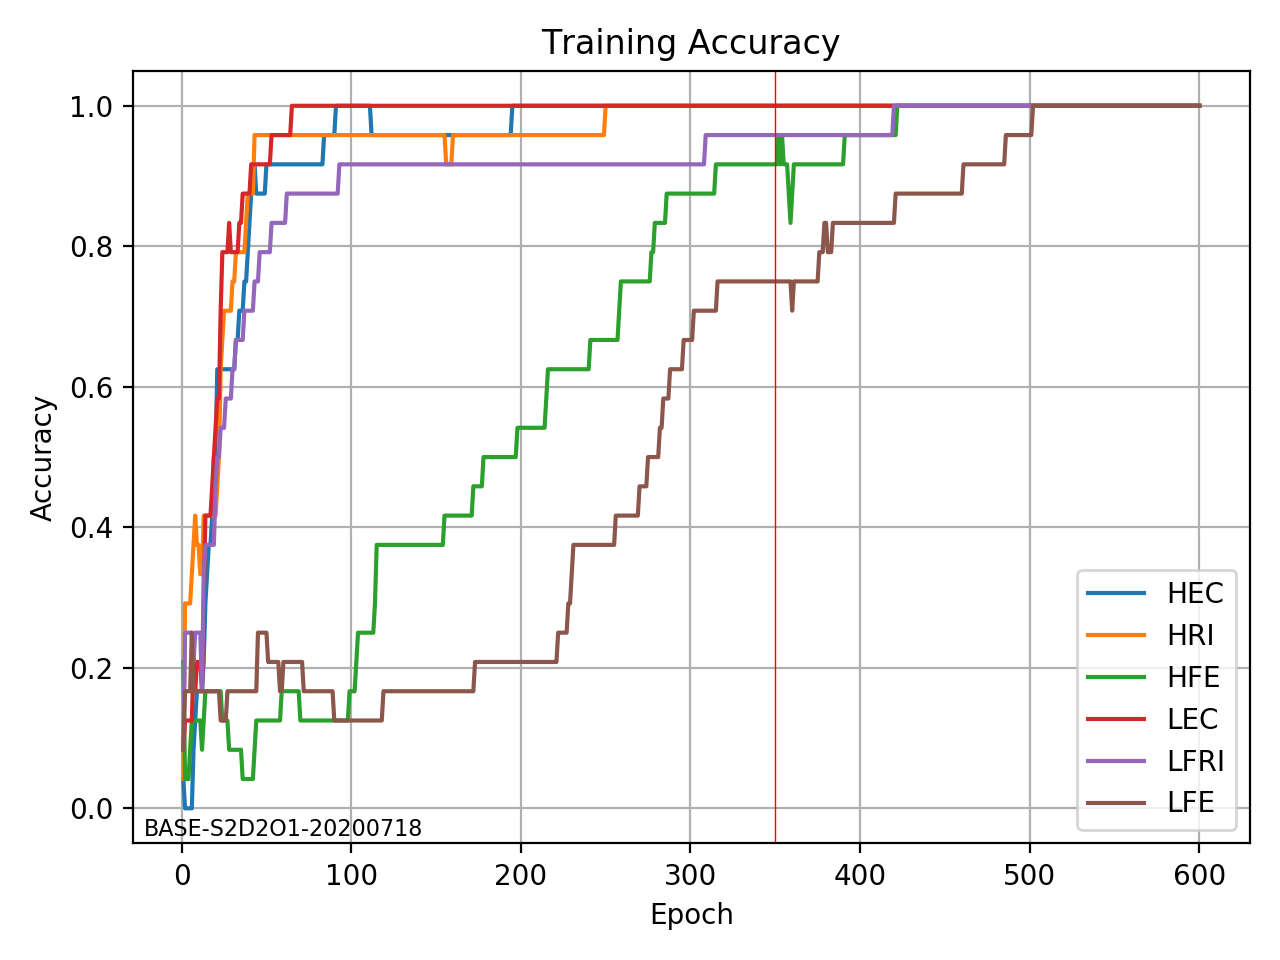 Training Accuracy
Accuracy
1.0
0.8
0.6
0.4
0.2
0.0
BASE-S2D2O1-20200718
HEC
HRI
HFE
LEC
LFRI
LFE
0 100 200 300 400 500 600
Epoch